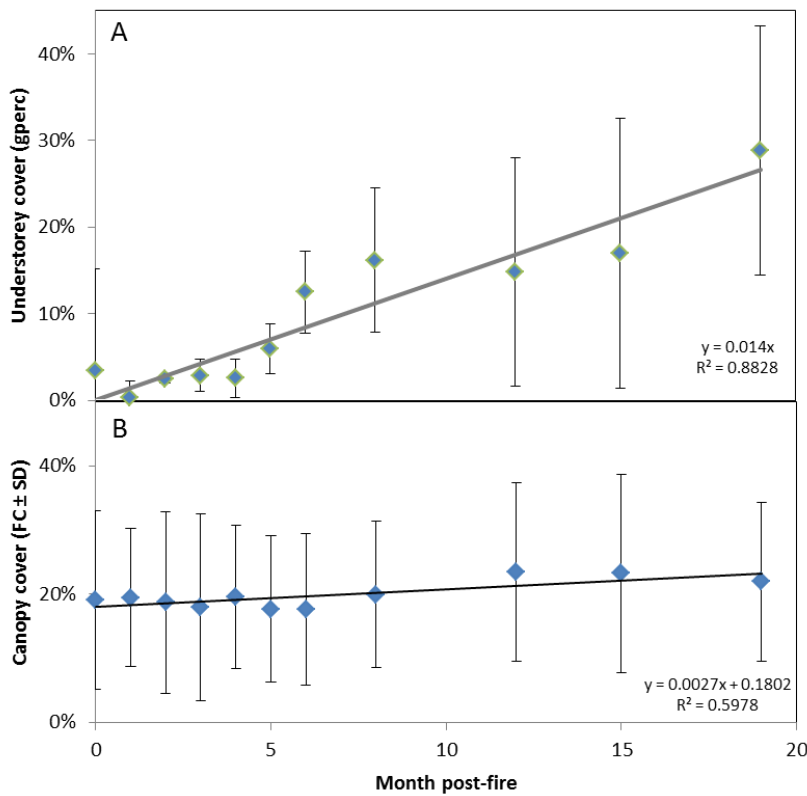 A
40%
30%
20%
10%
0%
Understorey cover (gperc)
y = 0.014x
R² = 0.8828
B
40%
20%
0%
Canopy cover (FC ± SD)
y = 0.0027x + 0.1802
R² = 0.5978
0 5 10 15 20
Month post-fire